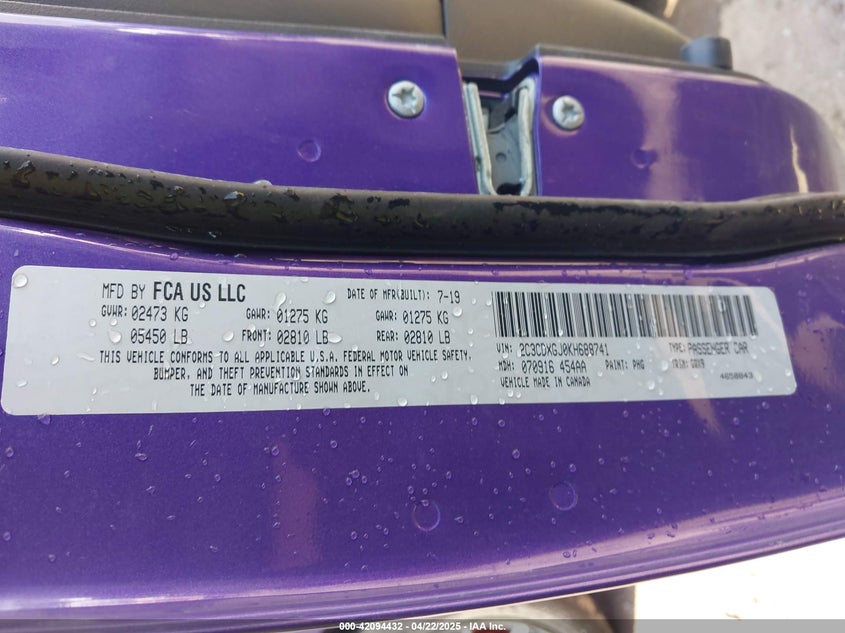 MFD BY FCA US LLC
DATE OF MFR(BUILT): 7-19
GVWR: 02473 KG
GAWR: 01275 KG
GAWR: 01275 KG
05450 LB
FRONT: 02810 LB
REAR: 02810 LB
THIS VEHICLE CONFORMS TO ALL APPLICABLE U.S.A. FEDERAL MOTOR VEHICLE SAFETY,
BUMPER, AND THEFT PREVENTION STANDARDS IN EFFECT ON
THE DATE OF MANUFACTURE SHOWN ABOVE.
VIN: 2C3CDXGJ0KH689741
TYPE: PASSENGER CAR
MDH: 070916 454AA
PAINT: PHG
TRIM:
VEHICLE MADE IN CANADA
4650843
000-42094432 - 04/22/2025 - IAA Inc.